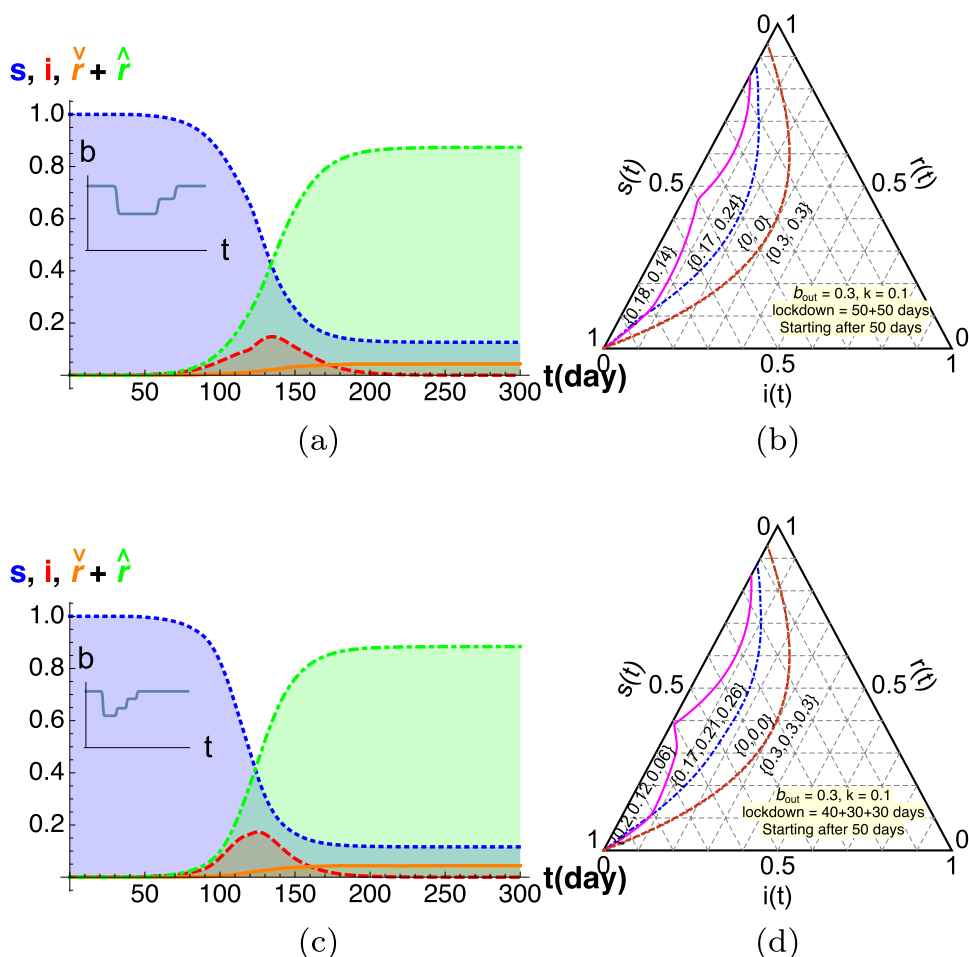 s, i, ř + r̂
1.0
0.8
0.6
0.4
0.2
b
t
50
100
150
200
250
300
t(day)
(a)
0 1
s(t)
0.5
0.5
r(t)
{0.18, 0.14}
{0.17, 0.24}
{0, 0}
{0.3, 0.3}
bout = 0.3, k = 0.1
lockdown = 50+50 days
Starting after 50 days
1
0
0
0.5
1
i(t)
(b)
s, i, ř + r̂
1.0
0.8
0.6
0.4
0.2
b
t
50
100
150
200
250
300
t(day)
(c)
0 1
s(t)
0.5
0.5
r(t)
{0.2,0.12,0.06}
{0.17,0.21,0.26}
{0,0,0}
{0.3,0.3,0.3}
bout = 0.3, k = 0.1
lockdown = 40+30+30 days
Starting after 50 days
1
0
0
0.5
1
i(t)
(d)